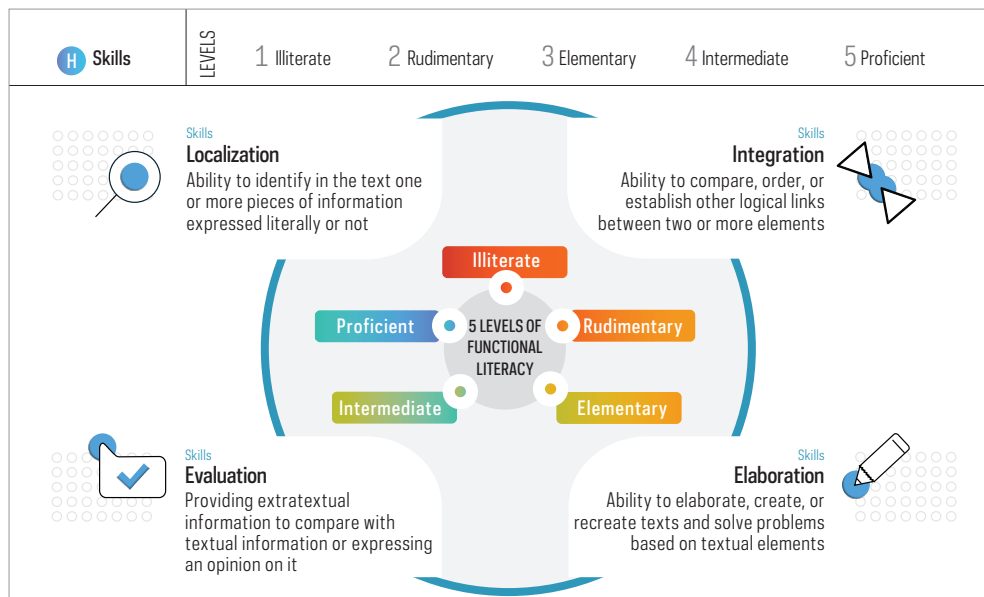 H Skills
LEVELS
1 Illiterate
2 Rudimentary
3 Elementary
4 Intermediate
5 Proficient
Skills
Localization
Ability to identify in the text one
or more pieces of information
expressed literally or not
Skills
Integration
Ability to compare, order, or
establish other logical links
between two or more elements
Illiterate
Proficient
5 LEVELS OF
FUNCTIONAL
LITERACY
Rudimentary
Intermediate
Elementary
Skills
Evaluation
Providing extratextual
information to compare with
textual information or expressing
an opinion on it
Skills
Elaboration
Ability to elaborate, create, or
recreate texts and solve problems
based on textual elements